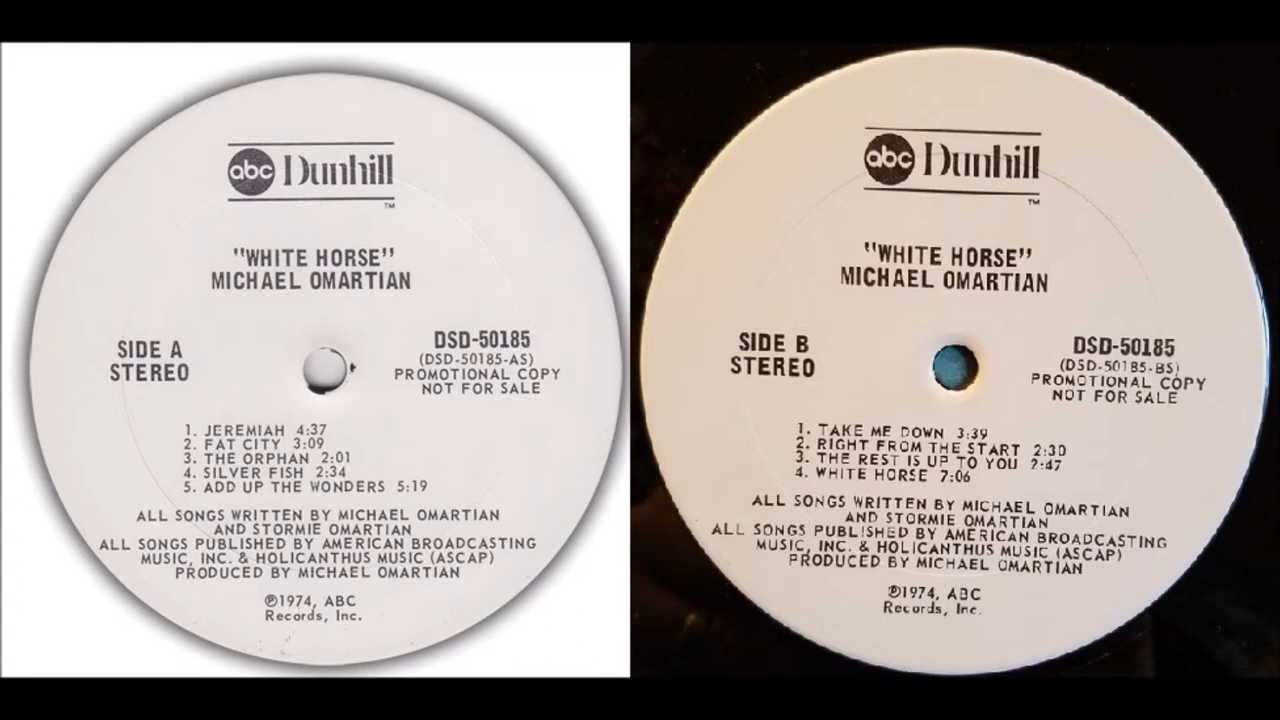 abc Dunhill
TM
"WHITE HORSE"
MICHAEL OMARTIAN
SIDE A
STEREO
DSD-50185
(DSD-50185-AS)
PROMOTIONAL COPY
NOT FOR SALE
1. JEREMIAH 4:37
2. FAT CITY 3:09
3. THE ORPHAN 2:01
4. SILVER FISH 2:34
5. ADD UP THE WONDERS 5:19
ALL SONGS WRITTEN BY MICHAEL OMARTIAN
AND STORMIE OMARTIAN
ALL SONGS PUBLISHED BY AMERICAN BROADCASTING
MUSIC, INC. & HOLICANTHUS MUSIC (ASCAP)
PRODUCED BY MICHAEL OMARTIAN
℗1974, ABC
Records, Inc.
abc Dunhill
TM
"WHITE HORSE"
MICHAEL OMARTIAN
SIDE B
STEREO
DSD-50185
(DSD-50185-BS)
PROMOTIONAL COPY
NOT FOR SALE
1. TAKE ME DOWN 3:39
2. RIGHT FROM THE START 2:30
3. THE REST IS UP TO YOU 2:47
4. WHITE HORSE 7:06
ALL SONGS WRITTEN BY MICHAEL OMARTIAN
AND STORMIE OMARTIAN
ALL SONGS PUBLISHED BY AMERICAN BROADCASTING
MUSIC, INC. & HOLICANTHUS MUSIC (ASCAP)
PRODUCED BY MICHAEL OMARTIAN
℗1974, ABC
Records, Inc.